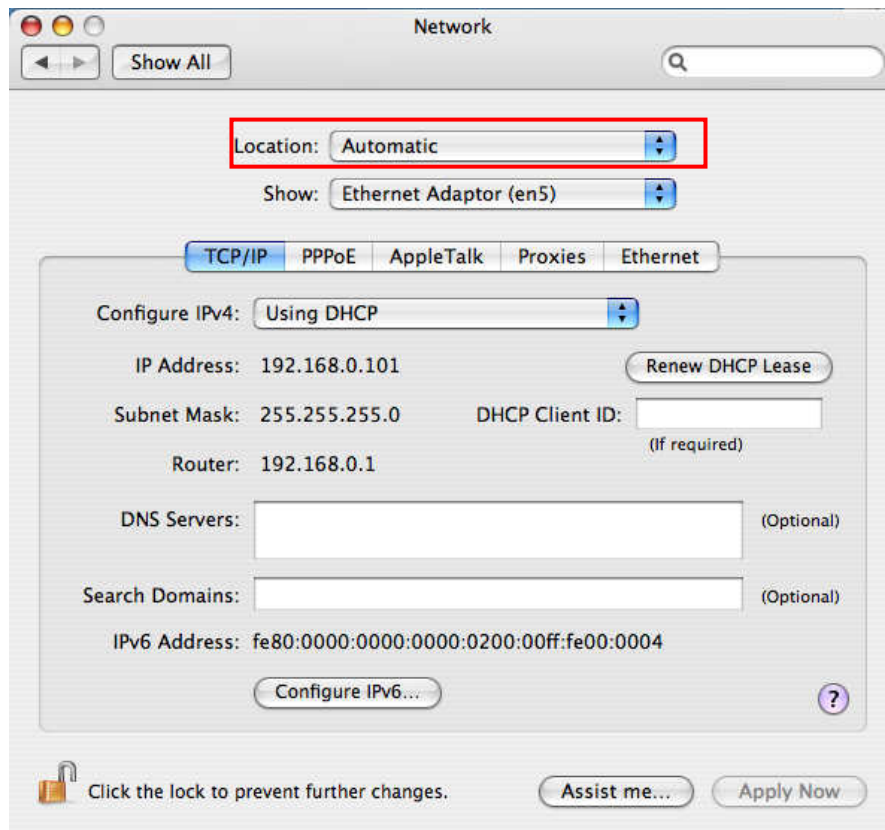 Network
Show All
Location: Automatic
Show: Ethernet Adaptor (en5)
TCP/IP PPPoE AppleTalk Proxies Ethernet
Configure IPv4: Using DHCP
IP Address: 192.168.0.101 Renew DHCP Lease
Subnet Mask: 255.255.255.0 DHCP Client ID:
(If required)
Router: 192.168.0.1
DNS Servers: (Optional)
Search Domains: (Optional)
IPv6 Address: fe80:0000:0000:0000:0200:00ff:fe00:0004
Configure IPv6...
?
Click the lock to prevent further changes. Assist me... Apply Now